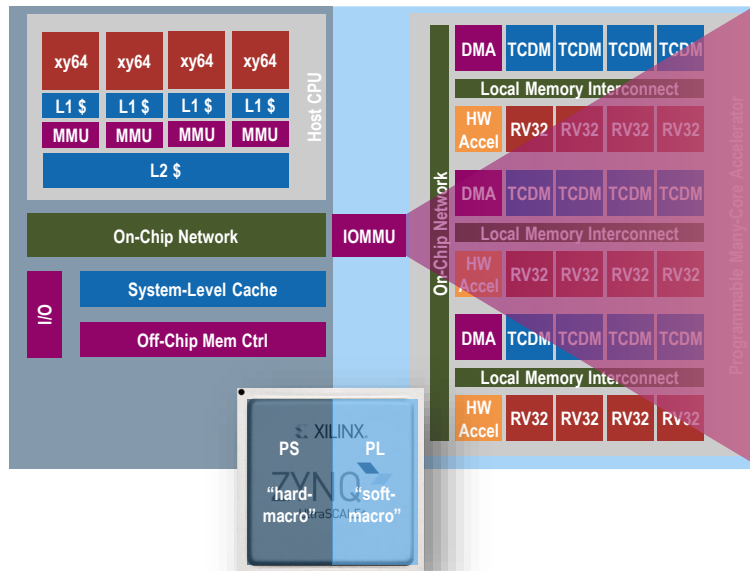 xy64 xy64 xy64 xy64
L1 $ L1 $ L1 $ L1 $
MMU MMU MMU MMU
L2 $
Host CPU
On-Chip Network
IOMMU
I/O
System-Level Cache
Off-Chip Mem Ctrl
On-Chip Network
DMA TCDM TCDM TCDM TCDM
Local Memory Interconnect
HW
Accel RV32 RV32 RV32 RV32
DMA TCDM TCDM TCDM TCDM
Local Memory Interconnect
HW
Accel RV32 RV32 RV32 RV32
DMA TCDM TCDM TCDM TCDM
Local Memory Interconnect
HW
Accel RV32 RV32 RV32 RV32
Programmable Many-Core Accelerator
XILINX.
PS PL
ZYNQ
"hard-
macro"
"soft-
macro"
UltraSCALE+